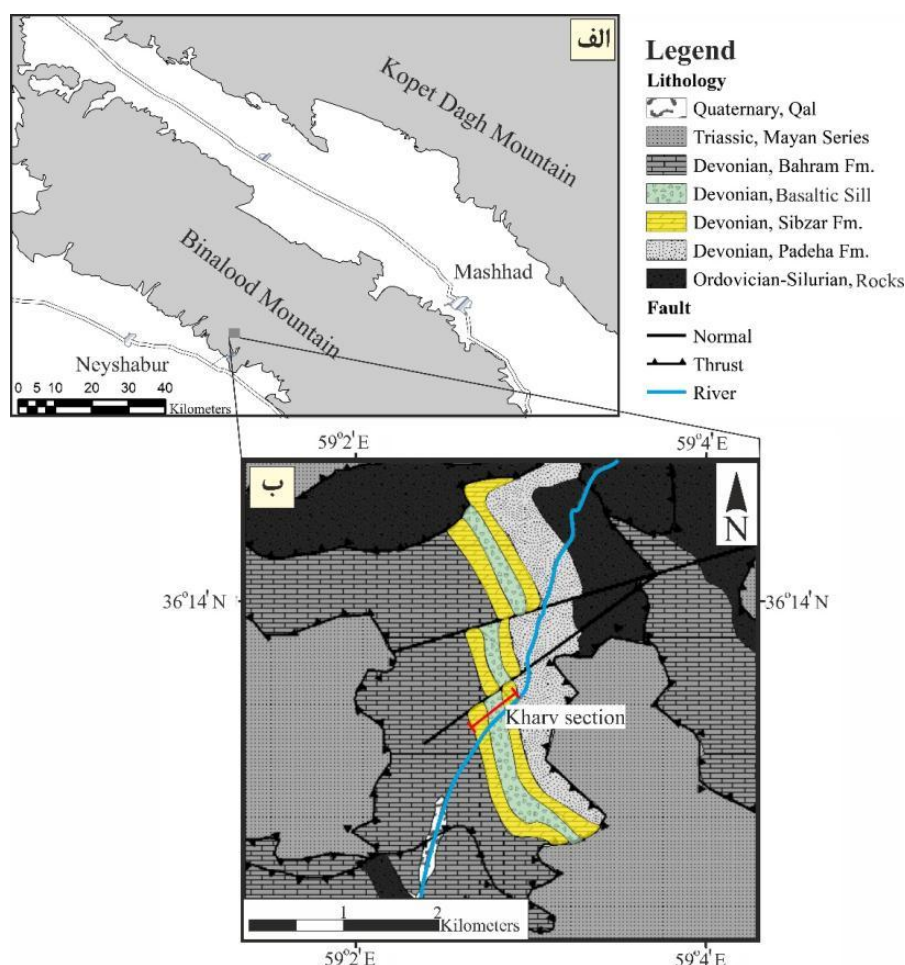 الف
Kopet Dagh Mountain
Binalood Mountain
Mashhad
Neyshabur
0 5 10 20 30 40
Kilometers
Legend
Lithology
Quaternary, Qal
Triassic, Mayan Series
Devonian, Bahram Fm.
Devonian, Basaltic Sill
Devonian, Sibzar Fm.
Devonian, Padeha Fm.
Ordovician-Silurian, Rocks
Fault
Normal
Thrust
River
59°2'E
59°4'E
ب
N
36°14'N
36°14'N
Kharv section
1 2
Kilometers
59°2'E
59°4'E